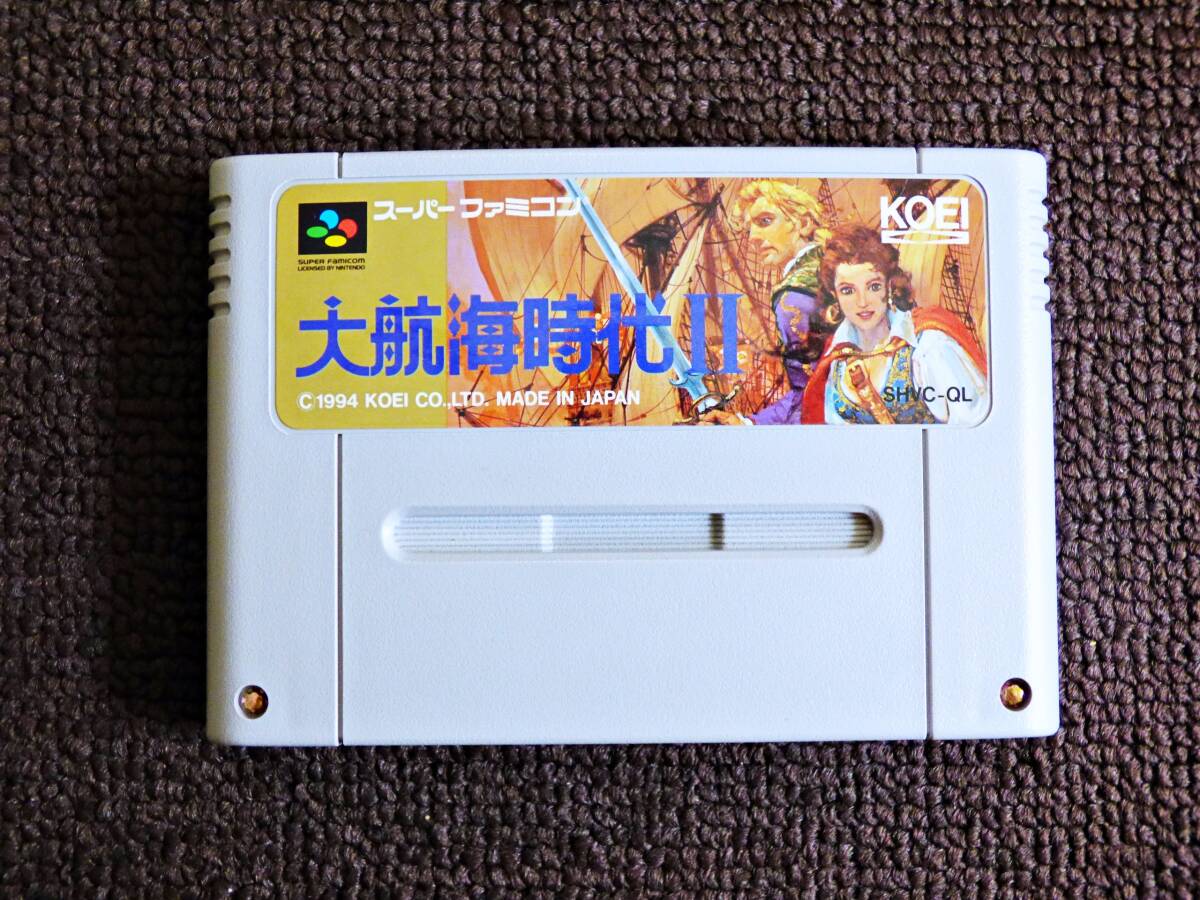 スーパーファミコン
KOEI
SUPER FAMICOM
LICENSED BY NINTENDO
大航海時代II
©1994 KOEI CO.,LTD. MADE IN JAPAN
SHVC-QL